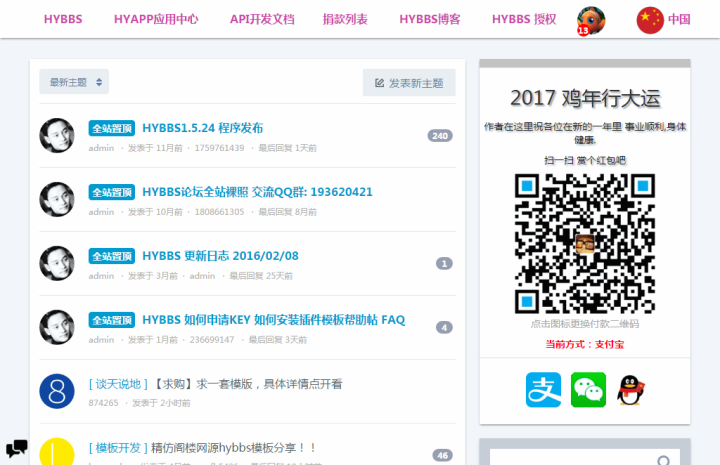 HYBBS HYAPP应用中心 API开发文档 捐款列表 HYBBS博客 HYBBS 授权 13 中国
最新主题 发表新主题
全站置顶 HYBBS1.5.24 程序发布
admin · 发表于 11月前 · 1759761439 · 最后回复 1天前
240
全站置顶 HYBBS论坛全站裸照 交流QQ群: 193620421
admin · 发表于 10月前 · 1808661305 · 最后回复 8月前
全站置顶 HYBBS 更新日志 2016/02/08
admin · 发表于 3月前 · admin · 最后回复 25天前
1
全站置顶 HYBBS 如何申请KEY 如何安装插件模板帮助帖 FAQ
admin · 发表于 1月前 · 236699147 · 最后回复 3天前
4
8
[ 谈天说地 ] 【求购】求一套模版，具体详情点开看
874265 · 发表于 2小时前
[ 模板开发 ] 精仿阁楼网源hybbs模板分享！！
46
2017 鸡年行大运
作者在这里祝各位在新的一年里 事业顺利,身体
健康.
扫一扫 赏个红包吧
点击图标更换付款二维码
当前方式：支付宝
支